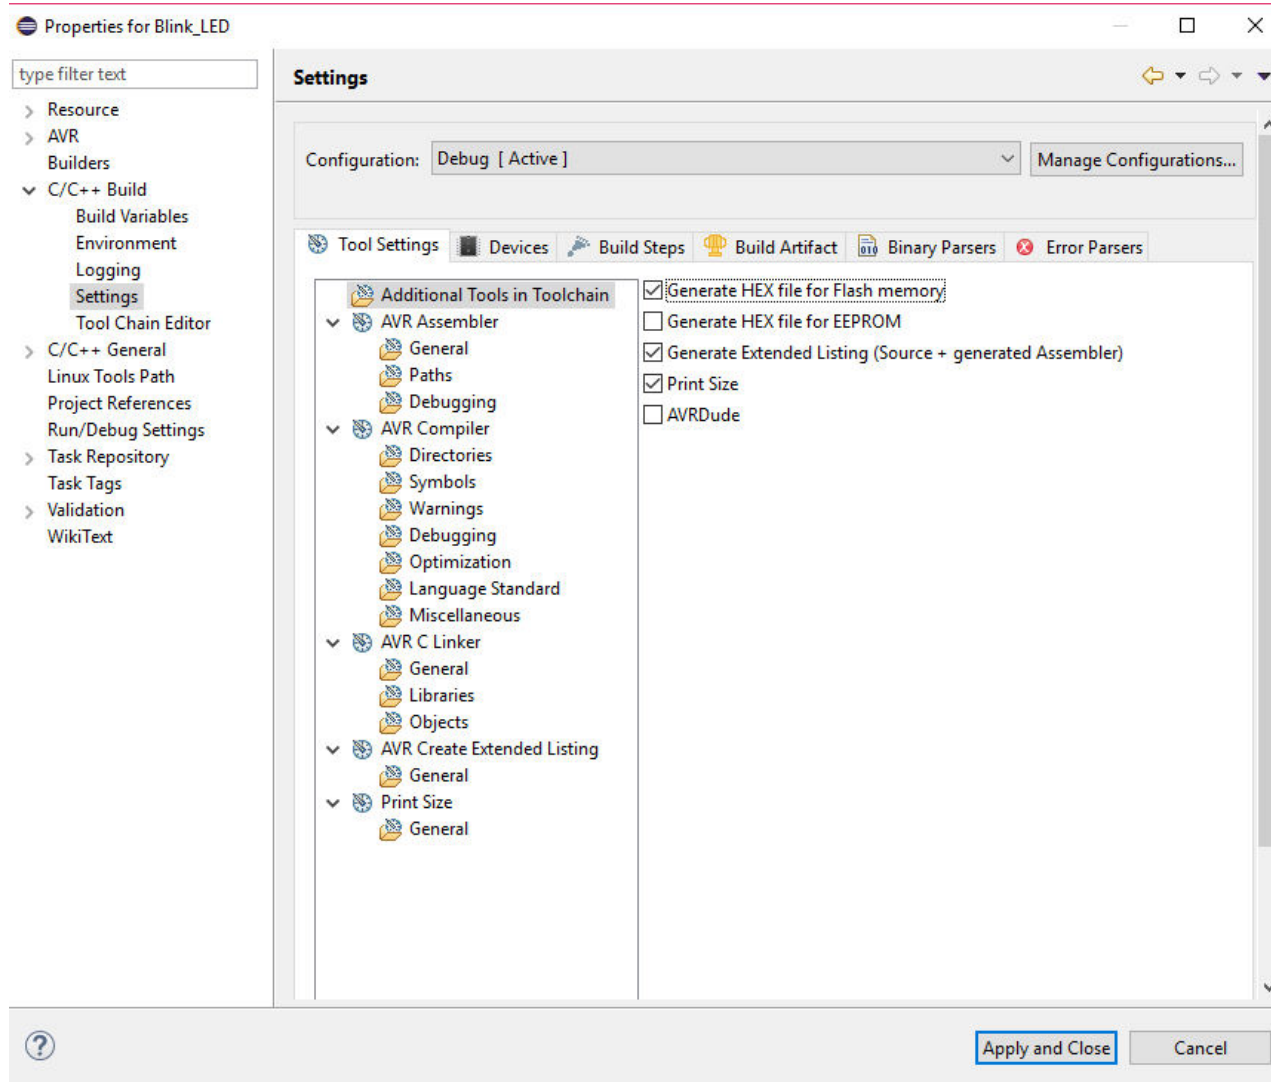 Properties for Blink_LED
type filter text
Resource
AVR
Builders
C/C++ Build
Build Variables
Environment
Logging
Settings
Tool Chain Editor
C/C++ General
Linux Tools Path
Project References
Run/Debug Settings
Task Repository
Task Tags
Validation
WikiText
Settings
Configuration: Debug [ Active ] Manage Configurations...
Tool Settings Devices Build Steps Build Artifact Binary Parsers Error Parsers
Additional Tools in Toolchain
AVR Assembler
General
Paths
Debugging
AVR Compiler
Directories
Symbols
Warnings
Debugging
Optimization
Language Standard
Miscellaneous
AVR C Linker
General
Libraries
Objects
AVR Create Extended Listing
General
Print Size
General
Generate HEX file for Flash memory
Generate HEX file for EEPROM
Generate Extended Listing (Source + generated Assembler)
Print Size
AVRDude
Apply and Close Cancel